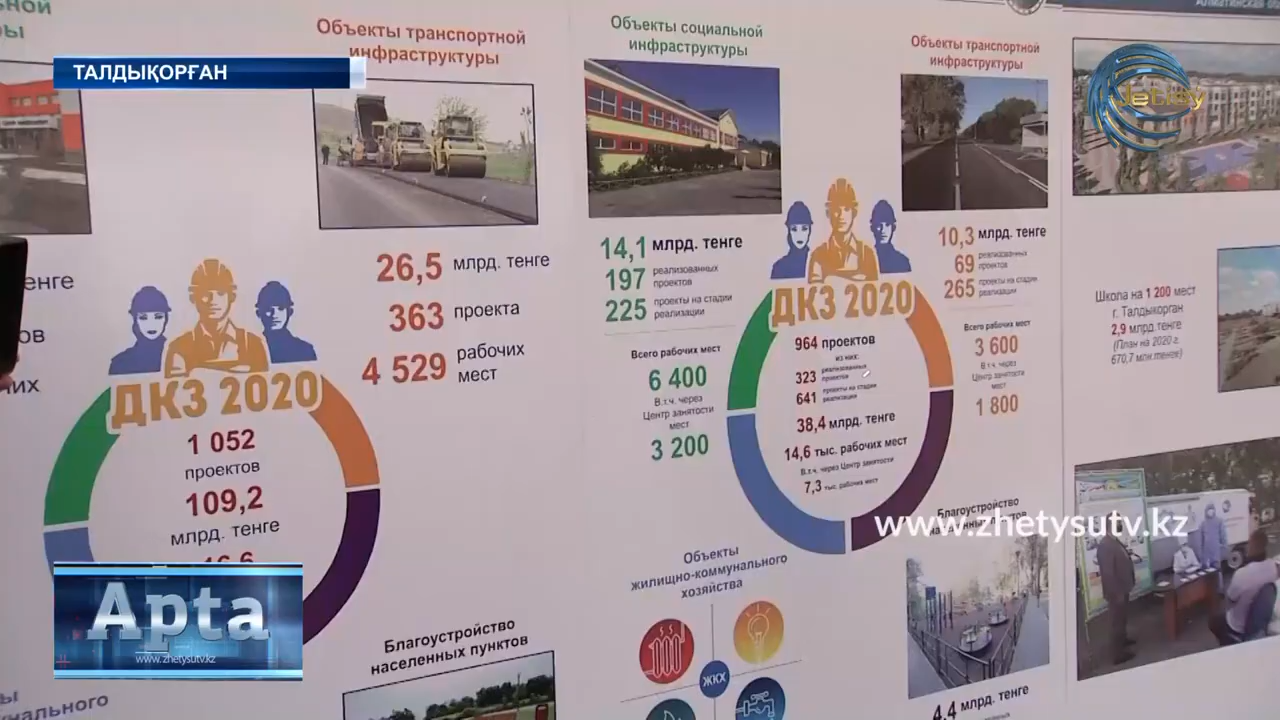 ТАЛДЫҚОРҒАН
Jetisy
Объекты транспортной
инфраструктуры
26,5 млрд. тенге
363 проекта
4 529 рабочих
мест
ДКЗ 2020
1 052
проектов
109,2
млрд. тенге
Благоустройство
населенных пунктов
Объекты социальной
инфраструктуры
14,1 млрд. тенге
197 реализованных
проектов
225 проекты на стадии
реализации
Всего рабочих мест
6 400
В.т.ч. через
Центр занятости
мест
3 200
Объекты транспортной
инфраструктуры
10,3 млрд. тенге
69 реализованных
проектов
265 проекты на стадии
реализации
Всего рабочих мест
3 600
В.т.ч. через
Центр занятости
мест
1 800
ДКЗ 2020
964 проектов
из них:
323 реализованных
проектов
641 проекты на стадии
реализации
38,4 млрд. тенге
14,6 тыс. рабочих мест
В.т.ч. через Центр занятости
7,3 тыс. рабочих мест
Объекты
жилищно-коммунального
хозяйства
ЖКХ
Благоустройство
4,4 млрд. тенге
Школа на 1 200 мест
г. Талдыкорган
2,9 млрд тенге
(План на 2020 г.
670,7 млн тенге)
www.zhetysutv.kz
Арта
www.zhetysutv.kz